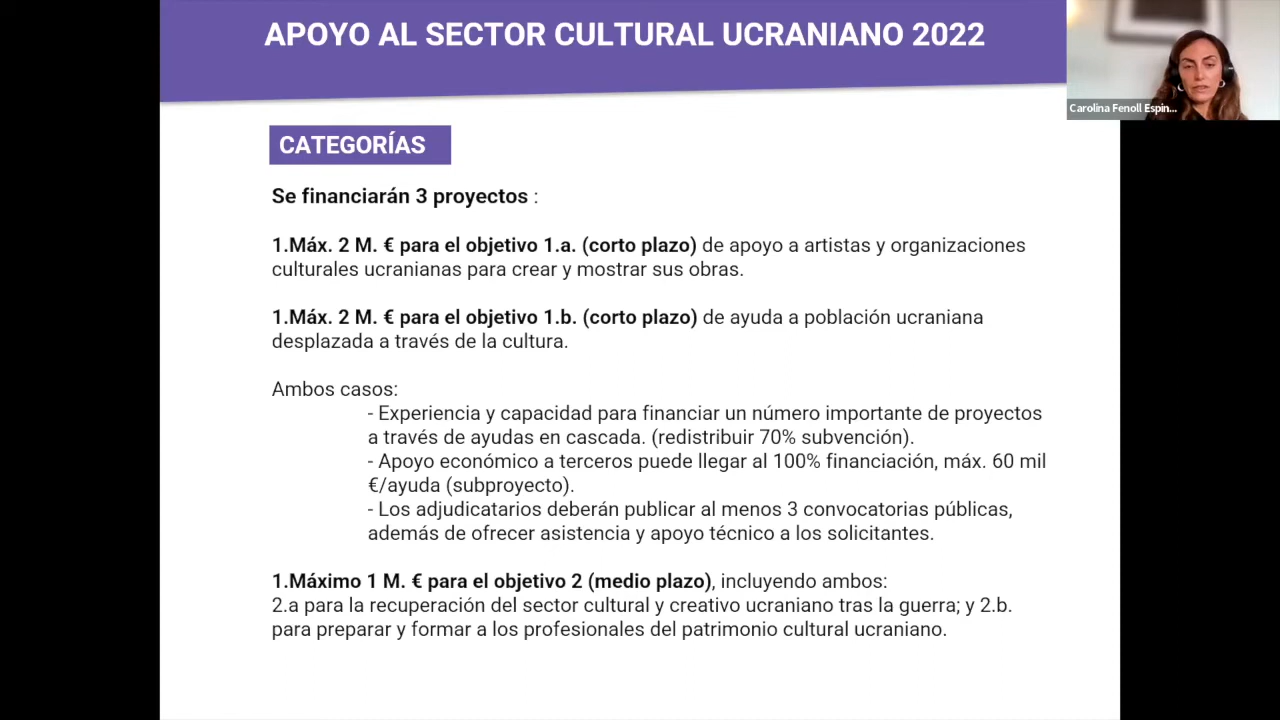 APOYO AL SECTOR CULTURAL UCRANIANO 2022
Carolina Fenoll Espin...
CATEGORÍAS
Se financiarán 3 proyectos :
1.Máx. 2 M. € para el objetivo 1.a. (corto plazo) de apoyo a artistas y organizaciones
culturales ucranianas para crear y mostrar sus obras.
1.Máx. 2 M. € para el objetivo 1.b. (corto plazo) de ayuda a población ucraniana
desplazada a través de la cultura.
Ambos casos:
- Experiencia y capacidad para financiar un número importante de proyectos
a través de ayudas en cascada. (redistribuir 70% subvención).
- Apoyo económico a terceros puede llegar al 100% financiación, máx. 60 mil
€/ayuda (subproyecto).
- Los adjudicatarios deberán publicar al menos 3 convocatorias públicas,
además de ofrecer asistencia y apoyo técnico a los solicitantes.
1.Máximo 1 M. € para el objetivo 2 (medio plazo), incluyendo ambos:
2.a para la recuperación del sector cultural y creativo ucraniano tras la guerra; y 2.b.
para preparar y formar a los profesionales del patrimonio cultural ucraniano.